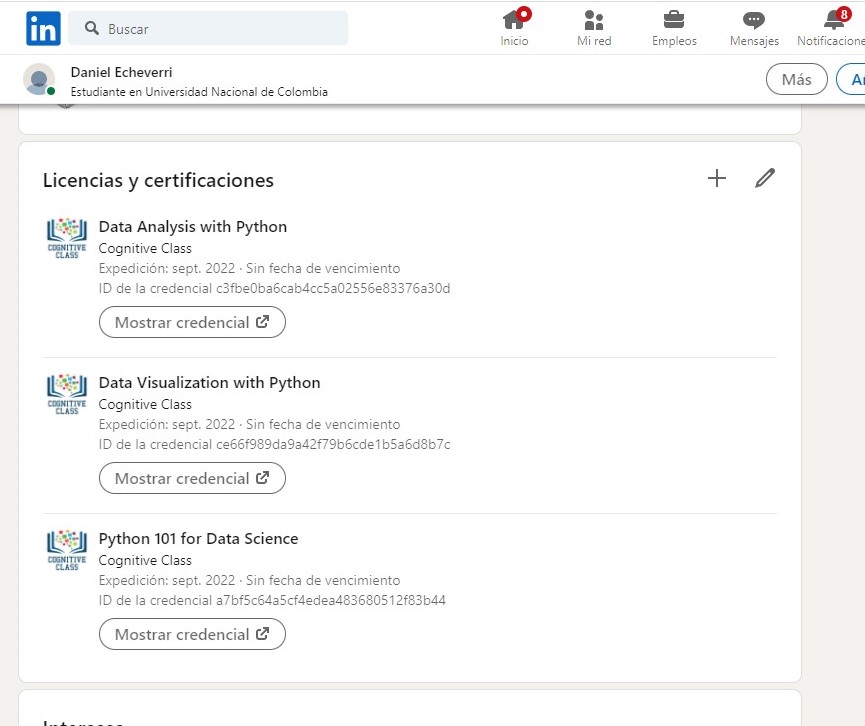 in
Buscar
Inicio
Mi red
Empleos
Mensajes
8
Notificacione
Daniel Echeverri
Estudiante en Universidad Nacional de Colombia
Más
Licencias y certificaciones
COGNITIVE
CLASS
Data Analysis with Python
Cognitive Class
Expedición: sept. 2022 · Sin fecha de vencimiento
ID de la credencial c3fbe0ba6cab4cc5a02556e83376a30d
Mostrar credencial
COGNITIVE
CLASS
Data Visualization with Python
Cognitive Class
Expedición: sept. 2022 · Sin fecha de vencimiento
ID de la credencial ce66f989da9a42f79b6cde1b5a6d8b7c
Mostrar credencial
COGNITIVE
CLASS
Python 101 for Data Science
Cognitive Class
Expedición: sept. 2022 · Sin fecha de vencimiento
ID de la credencial a7bf5c64a5cf4edea483680512f83b44
Mostrar credencial